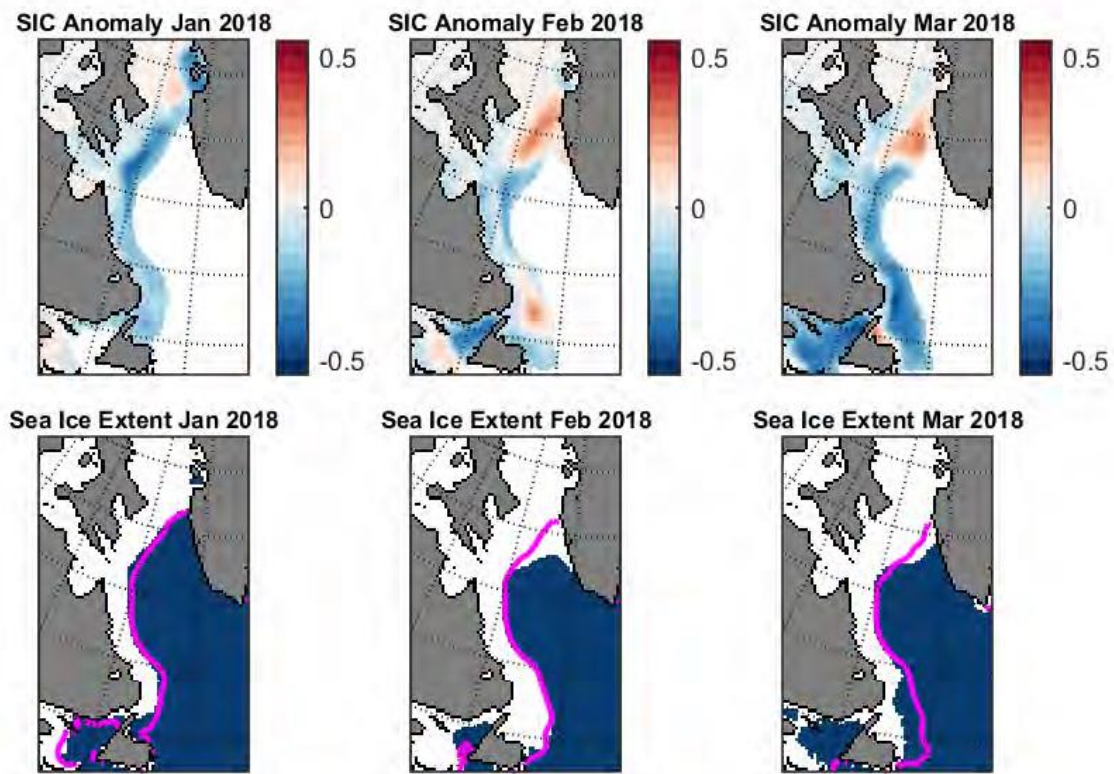 SIC Anomaly Jan 2018
SIC Anomaly Feb 2018
SIC Anomaly Mar 2018
0.5
0
-0.5
0.5
0
-0.5
0.5
0
-0.5
Sea Ice Extent Jan 2018
Sea Ice Extent Feb 2018
Sea Ice Extent Mar 2018